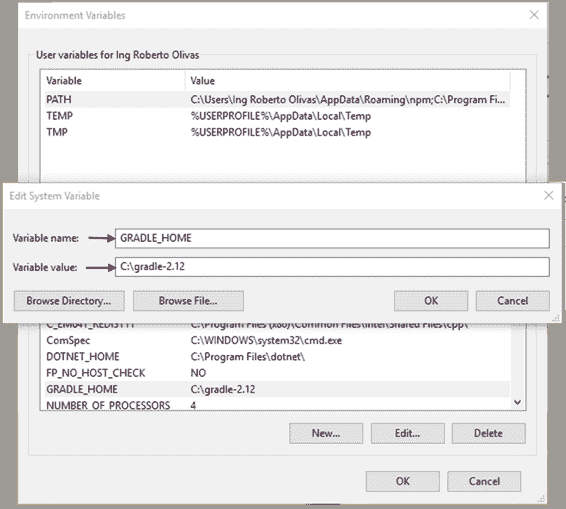 Environment Variables
User variables for Ing Roberto Olivas
Variable Value
PATH C:\Users\Ing Roberto Olivas\AppData\Roaming\npm;C:\Program Fi...
TEMP %USERPROFILE%\AppData\Local\Temp
TMP %USERPROFILE%\AppData\Local\Temp
Edit System Variable
Variable name: GRADLE_HOME
Variable value: C:\gradle-2.12
Browse Directory... Browse File... OK Cancel
C:\Program Files (x86)\Common Files\Intel\Shared Files\cpp\
ComSpec C:\WINDOWS\system32\cmd.exe
DOTNET_HOME C:\Program Files\dotnet\
FP_NO_HOST_CHECK NO
GRADLE_HOME C:\gradle-2.12
NUMBER_OF_PROCESSORS 4
New... Edit... Delete
OK Cancel